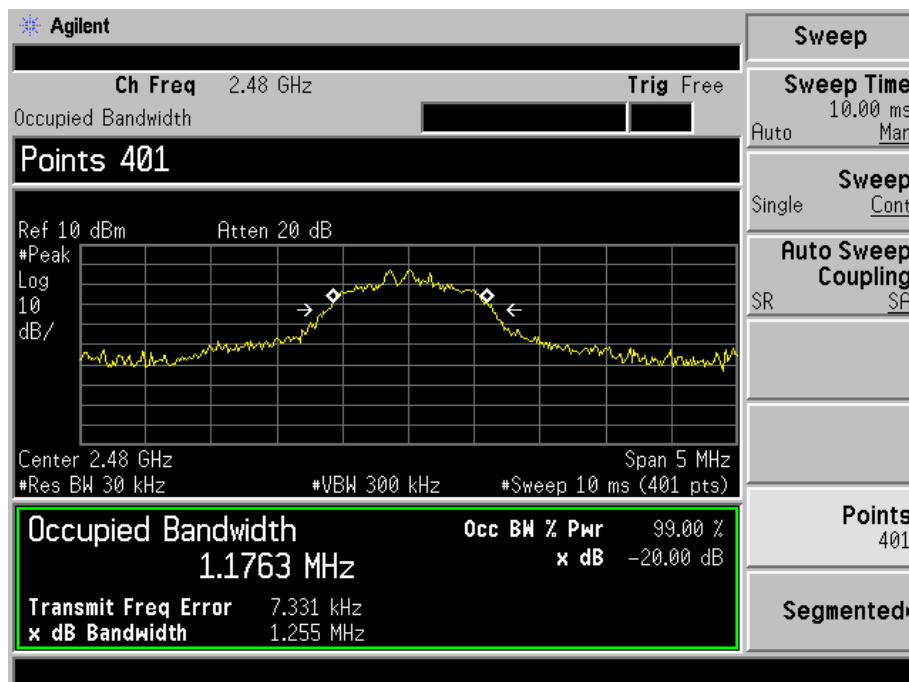 Agilent
Ch Freq 2.48 GHz Trig Free
Occupied Bandwidth
Points 401
Ref 10 dBm Atten 20 dB
#Peak
Log
10
dB/
Center 2.48 GHz Span 5 MHz
#Res BW 30 kHz #VBW 300 kHz #Sweep 10 ms (401 pts)
Occupied Bandwidth Occ BW % Pwr 99.00 %
1.1763 MHz x dB -20.00 dB
Transmit Freq Error 7.331 kHz
x dB Bandwidth 1.255 MHz
Sweep
Sweep Time
10.00 ms
Auto Man
Sweep
Single Cont
Auto Sweep
Coupling
SR SA
Points
401
Segmented